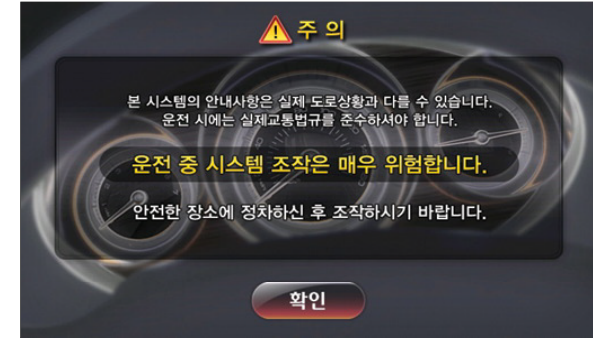 주 의
본 시스템의 안내사항은 실제 도로상황과 다를 수 있습니다.
운전 시에는 실제교통법규를 준수하셔야 합니다.
운전 중 시스템 조작은 매우 위험합니다.
안전한 장소에 정차하신 후 조작하시기 바랍니다.
확인